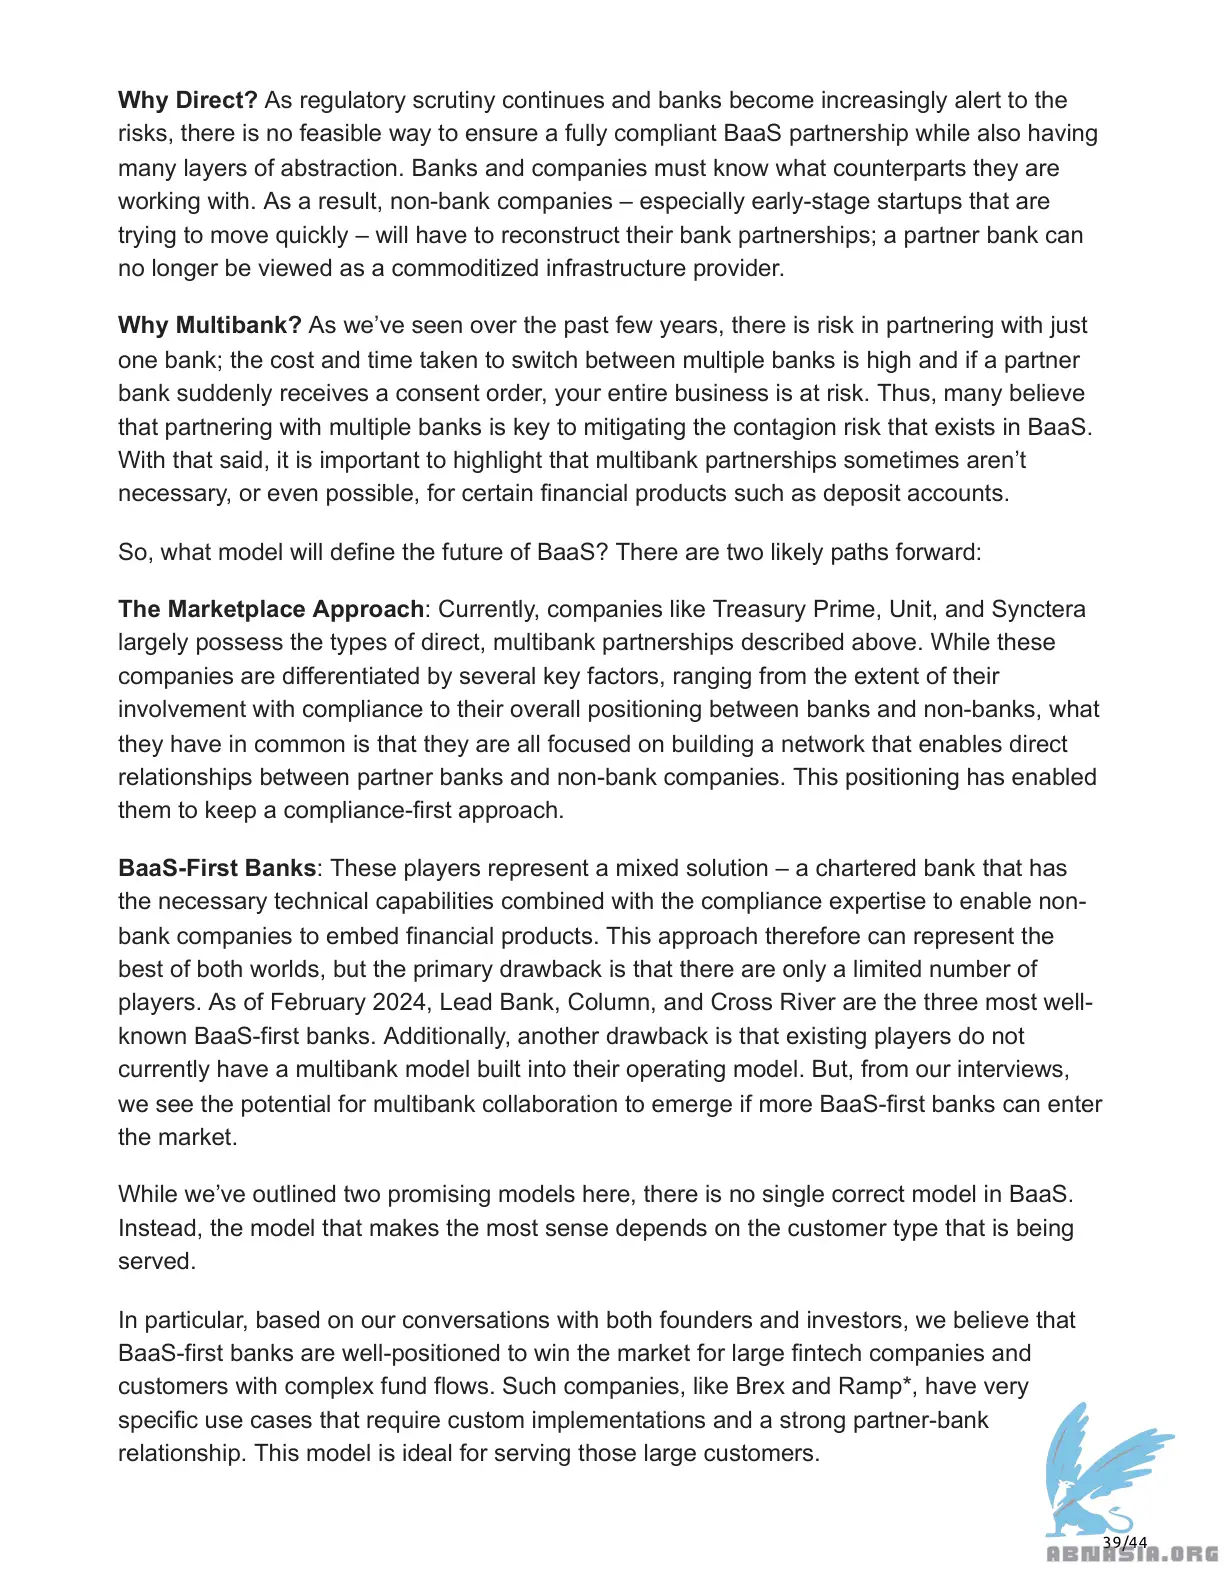 Why Direct? As regulatory scrutiny continues and banks become increasingly alert to the
risks, there is no feasible way to ensure a fully compliant BaaS partnership while also having
many layers of abstraction. Banks and companies must know what counterparts they are
working with. As a result, non-bank companies – especially early-stage startups that are
trying to move quickly – will have to reconstruct their bank partnerships; a partner bank can
no longer be viewed as a commoditized infrastructure provider.
Why Multibank? As we’ve seen over the past few years, there is risk in partnering with just
one bank; the cost and time taken to switch between multiple banks is high and if a partner
bank suddenly receives a consent order, your entire business is at risk. Thus, many believe
that partnering with multiple banks is key to mitigating the contagion risk that exists in BaaS.
With that said, it is important to highlight that multibank partnerships sometimes aren’t
necessary, or even possible, for certain financial products such as deposit accounts.
So, what model will define the future of BaaS? There are two likely paths forward:
The Marketplace Approach: Currently, companies like Treasury Prime, Unit, and Synctera
largely possess the types of direct, multibank partnerships described above. While these
companies are differentiated by several key factors, ranging from the extent of their
involvement with compliance to their overall positioning between banks and non-banks, what
they have in common is that they are all focused on building a network that enables direct
relationships between partner banks and non-bank companies. This positioning has enabled
them to keep a compliance-first approach.
BaaS-First Banks: These players represent a mixed solution – a chartered bank that has
the necessary technical capabilities combined with the compliance expertise to enable non-
bank companies to embed financial products. This approach therefore can represent the
best of both worlds, but the primary drawback is that there are only a limited number of
players. As of February 2024, Lead Bank, Column, and Cross River are the three most well-
known BaaS-first banks. Additionally, another drawback is that existing players do not
currently have a multibank model built into their operating model. But, from our interviews,
we see the potential for multibank collaboration to emerge if more BaaS-first banks can enter
the market.
While we’ve outlined two promising models here, there is no single correct model in BaaS.
Instead, the model that makes the most sense depends on the customer type that is being
served.
In particular, based on our conversations with both founders and investors, we believe that
BaaS-first banks are well-positioned to win the market for large fintech companies and
customers with complex fund flows. Such companies, like Brex and Ramp*, have very
specific use cases that require custom implementations and a strong partner-bank
relationship. This model is ideal for serving those large customers.
39/44
ABNASIA.ORG